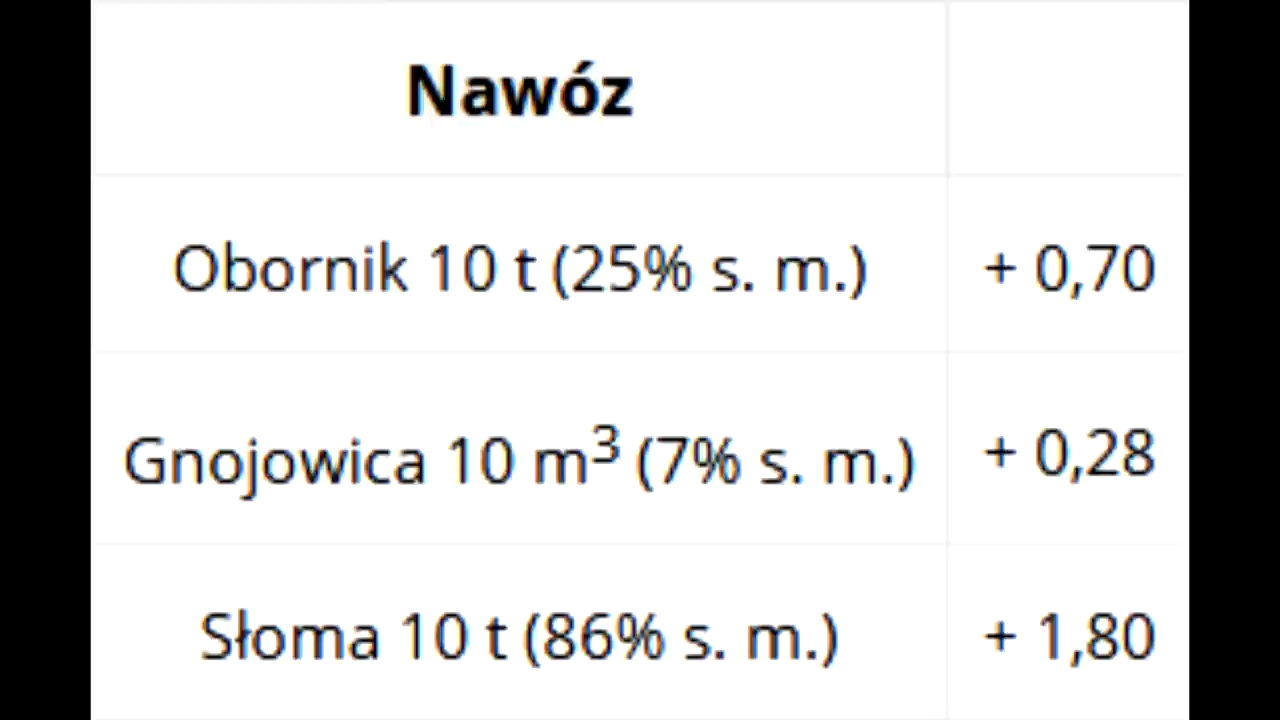 Nawóz
Obornik 10 t (25% s. m.) + 0,70
Gnojowica 10 m³ (7% s. m.) + 0,28
Słoma 10 t (86% s. m.) + 1,80